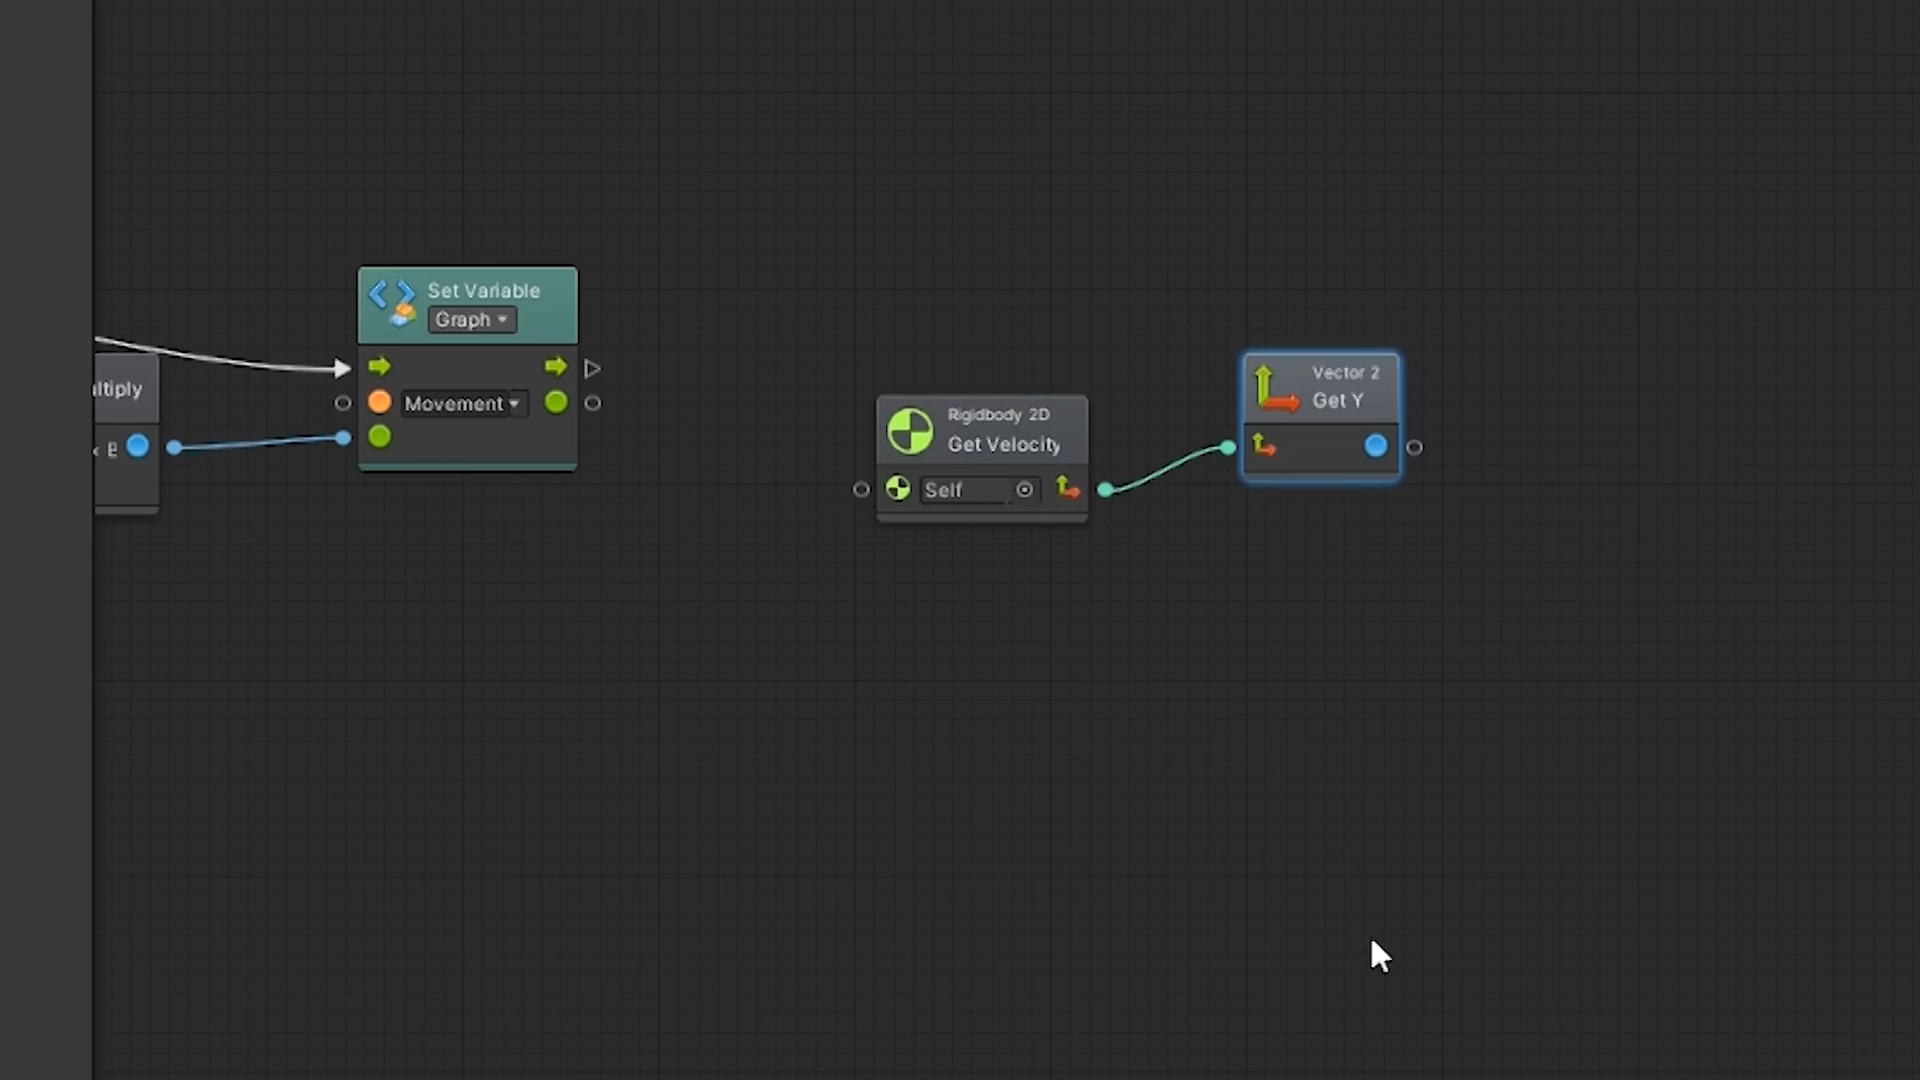 Set Variable
Graph
ltiply
Movement
B
Rigidbody 2D
Get Velocity
Self
Vector 2
Get Y